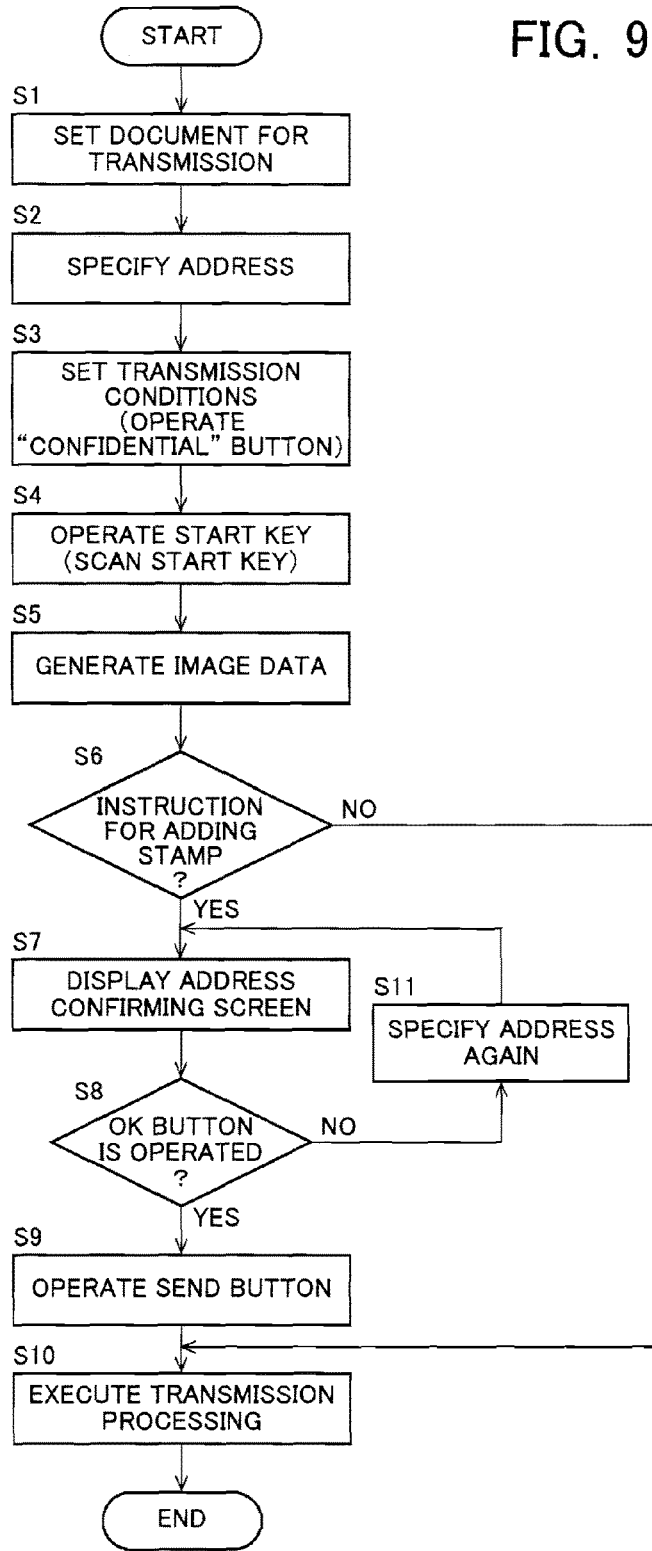 FIG. 9
START
S1
SET DOCUMENT FOR
TRANSMISSION
S2
SPECIFY ADDRESS
S3
SET TRANSMISSION
CONDITIONS
(OPERATE
“CONFIDENTIAL” BUTTON)
S4
OPERATE START KEY
(SCAN START KEY)
S5
GENERATE IMAGE DATA
S6
INSTRUCTION
FOR ADDING
STAMP
?
NO
YES
S7
DISPLAY ADDRESS
CONFIRMING SCREEN
S11
SPECIFY ADDRESS
AGAIN
S8
OK BUTTON
IS OPERATED
?
NO
YES
S9
OPERATE SEND BUTTON
S10
EXECUTE TRANSMISSION
PROCESSING
END